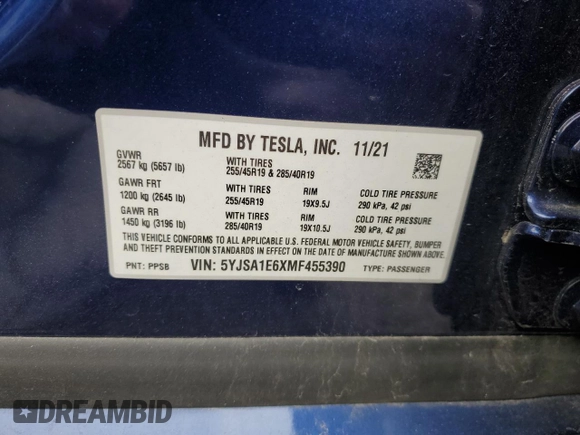 MFD BY TESLA, INC. 11/21
GVWR
2567 kg (5657 lb)
WITH TIRES
255/45R19 & 285/40R19
GAWR FRT
1200 kg (2645 lb)
WITH TIRES
255/45R19
RIM
19X9.5J
COLD TIRE PRESSURE
290 kPa, 42 psi
GAWR RR
1450 kg (3196 lb)
WITH TIRES
285/40R19
RIM
19X10.5J
COLD TIRE PRESSURE
290 kPa, 42 psi
THIS VEHICLE CONFORMS TO ALL APPLICABLE U.S. FEDERAL MOTOR VEHICLE SAFETY, BUMPER
AND THEFT PREVENTION STANDARDS IN EFFECT ON THE DATE OF MANUFACTURE SHOWN ABOVE.
PNT: PPSB VIN: 5YJSA1E6XMF455390 TYPE: PASSENGER
DREAMBID